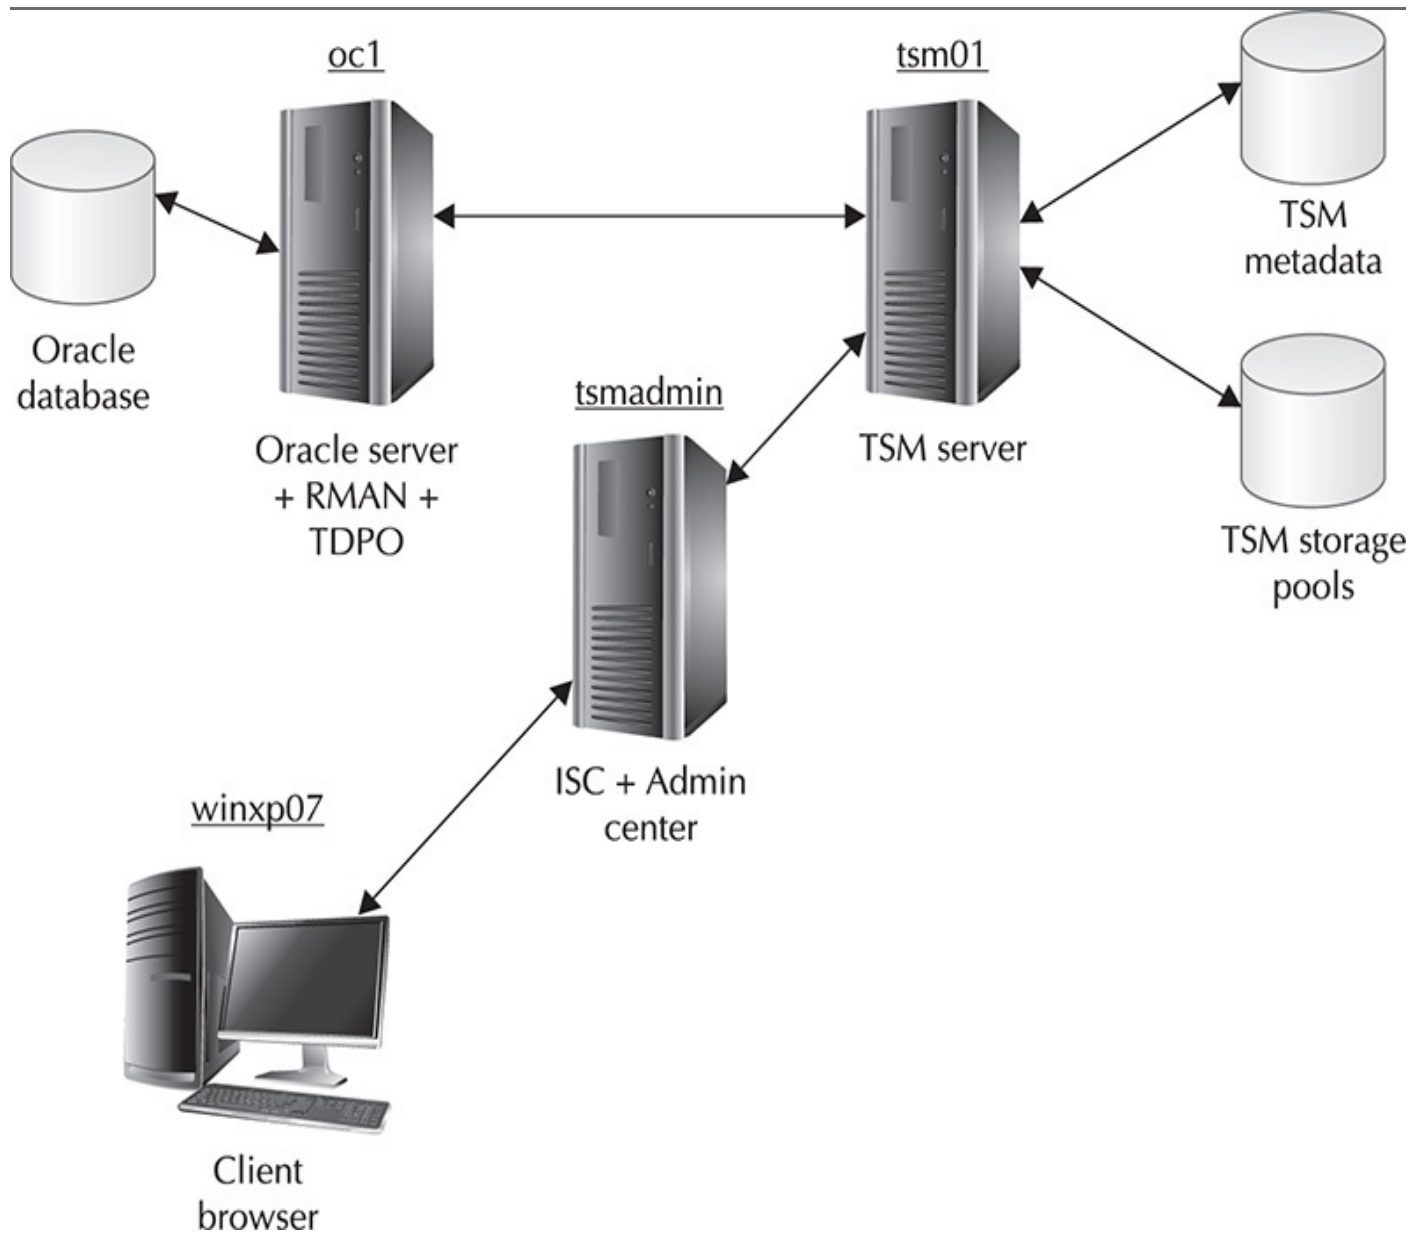 oc1
tsm01
TSM
metadata
Oracle
database
Oracle server
+ RMAN +
TDPO
tsmadmin
TSM server
TSM storage
pools
ISC + Admin
center
winxp07
Client
browser